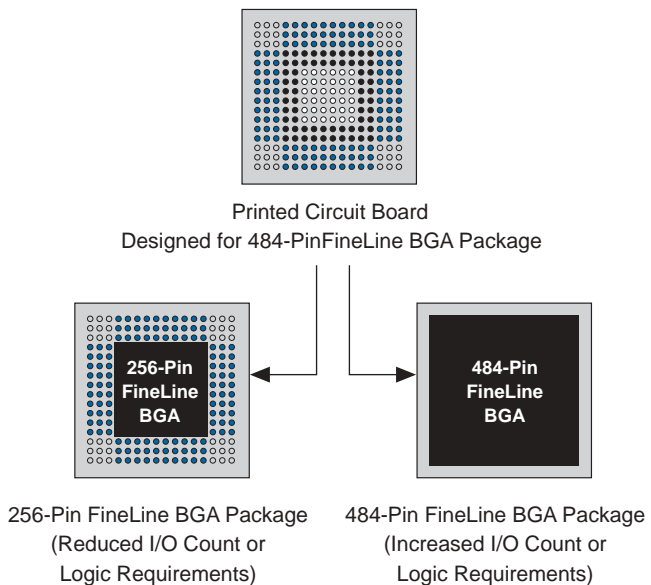 Printed Circuit Board
Designed for 484-PinFineLine BGA Package
256-Pin
FineLine
BGA
484-Pin
FineLine
BGA
256-Pin FineLine BGA Package
(Reduced I/O Count or
Logic Requirements)
484-Pin FineLine BGA Package
(Increased I/O Count or
Logic Requirements)